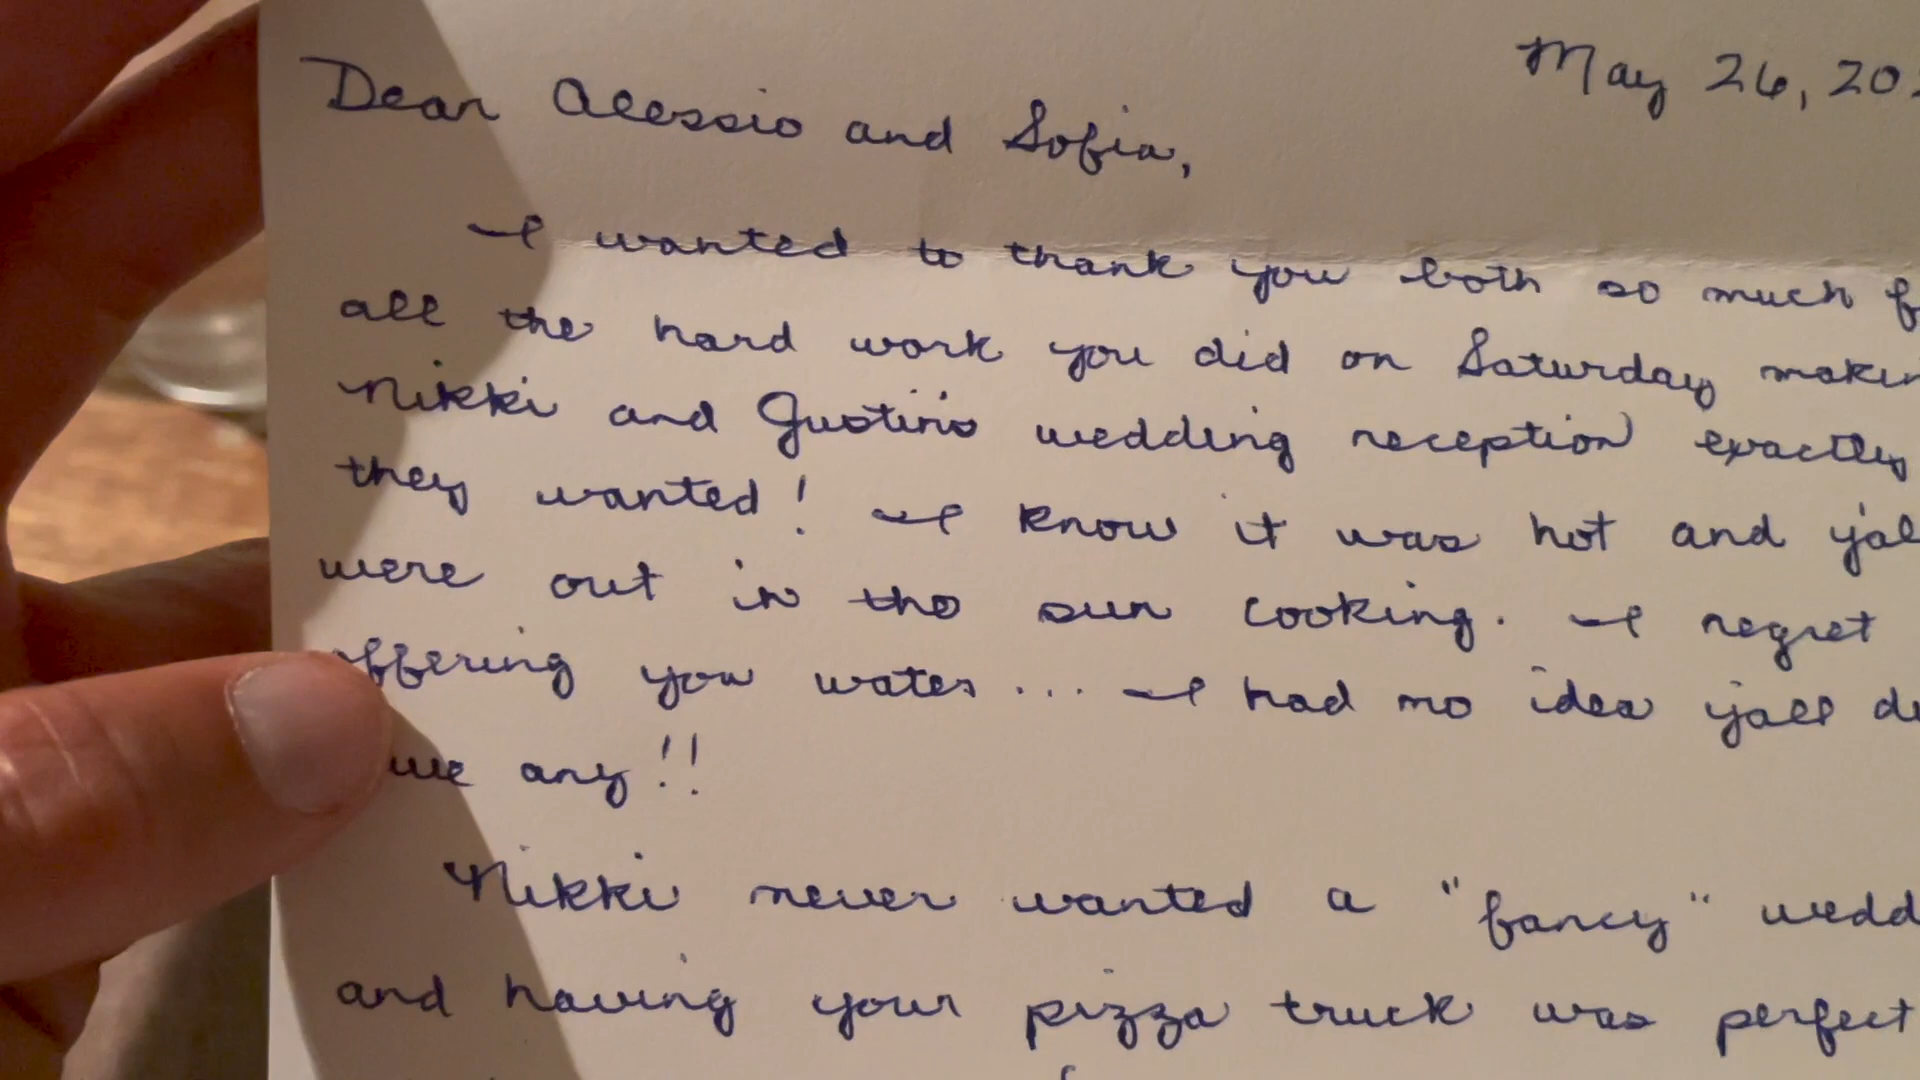 May 26, 20
Dear Alessio and Sofia,
I wanted to thank you both so much
all the hard work you did on Saturday
Nikki and Justin's wedding reception exactly
they wanted! I know it was hot and
were out in the sun cooking. I regret
offering you water ... I had no idea y'all
any!!
Nikki never wanted a "fancy"
and having your pizza truck was perfect